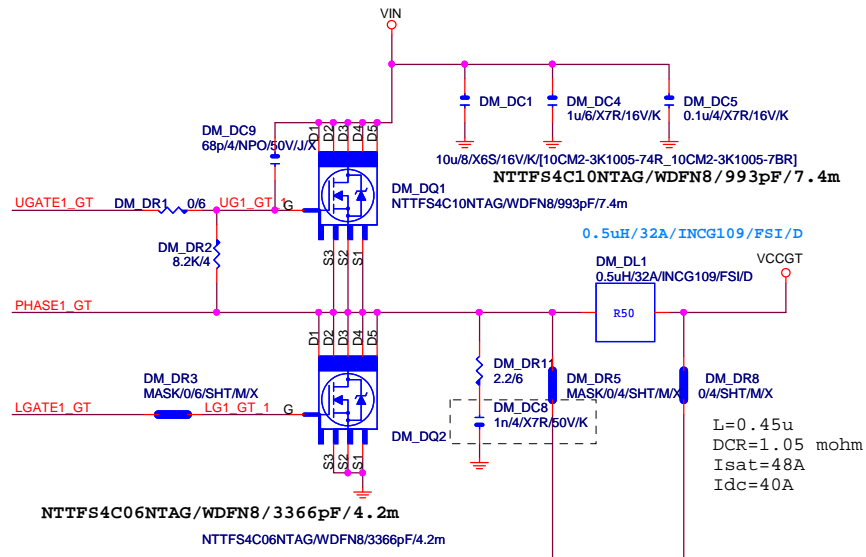 VIN
DM_DC1
DM_DC4
1u/6/X7R/16V/K
DM_DC5
0.1u/4/X7R/16V/K
D1
D2
D3
D4
D5
DM_DC9
68p/4/NPO/50V/J/X
10u/8/X6S/16V/K/[10CM2-3K1005-74R_10CM2-3K1005-7BR]
NTTFS4C10NTAG/WDFN8/993pF/7.4m
DM_DQ1
NTTFS4C10NTAG/WDFN8/993pF/7.4m
UGATE1_GT
DM_DR1
0/6
UG1_GT_1
G
DM_DR2
8.2K/4
S3
S2
S1
0.5uH/32A/INCG109/FSI/D
DM_DL1
0.5uH/32A/INCG109/FSI/D
VCCGT
R50
PHASE1_GT
D1
D2
D3
D4
D5
DM_DR3
MASK/0/6/SHT/M/X
LGATE1_GT
LG1_GT_1
G
DM_DR11
2.2/6
DM_DC8
1n/4/X7R/50V/K
DM_DR5
MASK/0/4/SHT/M/X
DM_DR8
0/4/SHT/M/X
DM_DQ2
S3
S2
S1
L=0.45u
DCR=1.05 mohm
Isat=48A
Idc=40A
NTTFS4C06NTAG/WDFN8/3366pF/4.2m
NTTFS4C06NTAG/WDFN8/3366pF/4.2m